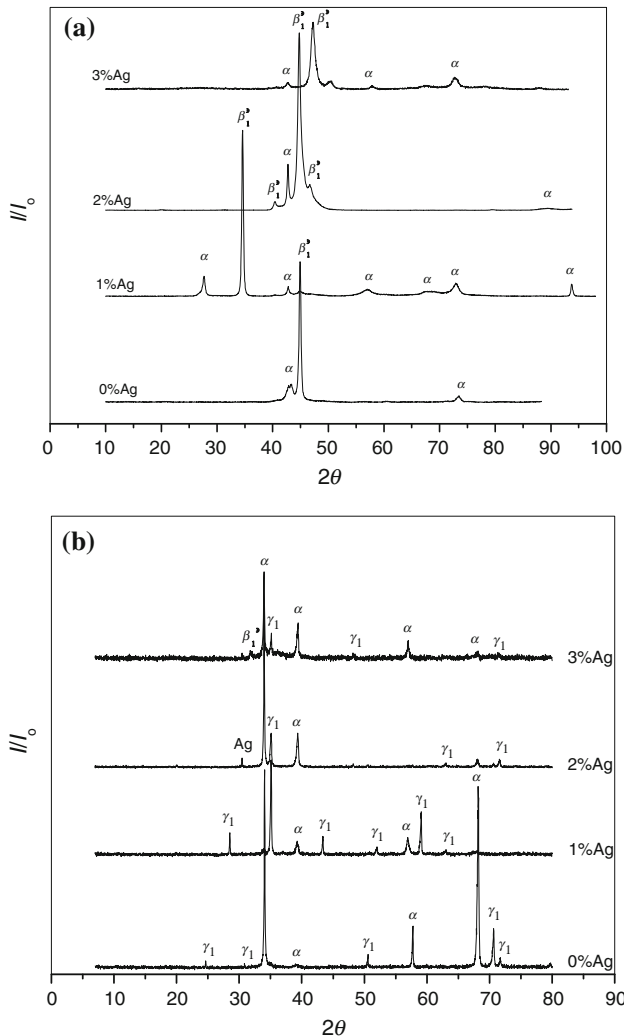 (a)
β₁' β₁'
3%Ag α α α
β₁'
2%Ag β₁' α β₁' α
β₁'
1%Ag α α α α α α
0%Ag α α
I/Iₒ
0 10 20 30 40 50 60 70 80 90 100
2θ
(b)
α
β₁' γ₁ α γ₁ α α γ₁
3%Ag
Ag γ₁ α γ₁ γ₁
2%Ag
γ₁ α γ₁ γ₁ α γ₁ γ₁
1%Ag
α
γ₁ γ₁ α γ₁ α γ₁ γ₁
0%Ag
I/Iₒ
0 10 20 30 40 50 60 70 80 90
2θ